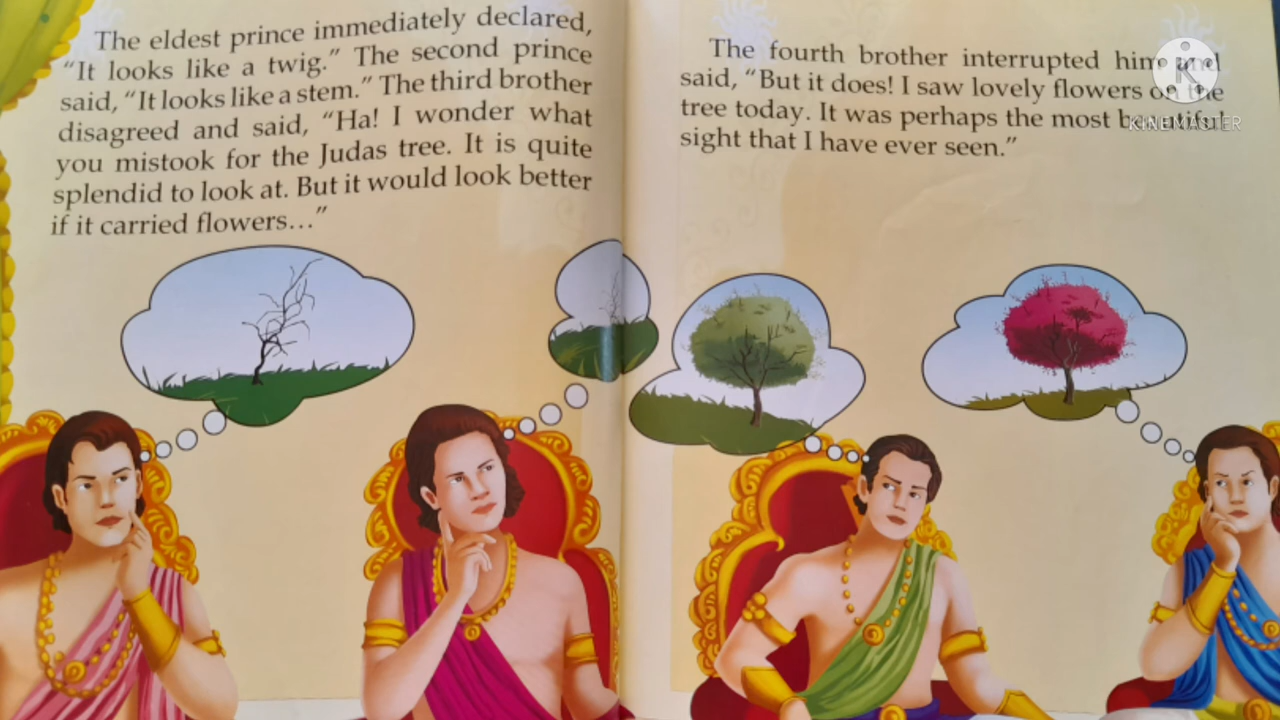 The eldest prince immediately declared,
“It looks like a twig.” The second prince
said, “It looks like a stem.” The third brother
disagreed and said, “Ha! I wonder what
you mistook for the Judas tree. It is quite
splendid to look at. But it would look better
if it carried flowers...”
The fourth brother interrupted him and
said, “But it does! I saw lovely flowers on the
tree today. It was perhaps the most beautiful
sight that I have ever seen.”
K
KINEMASTER